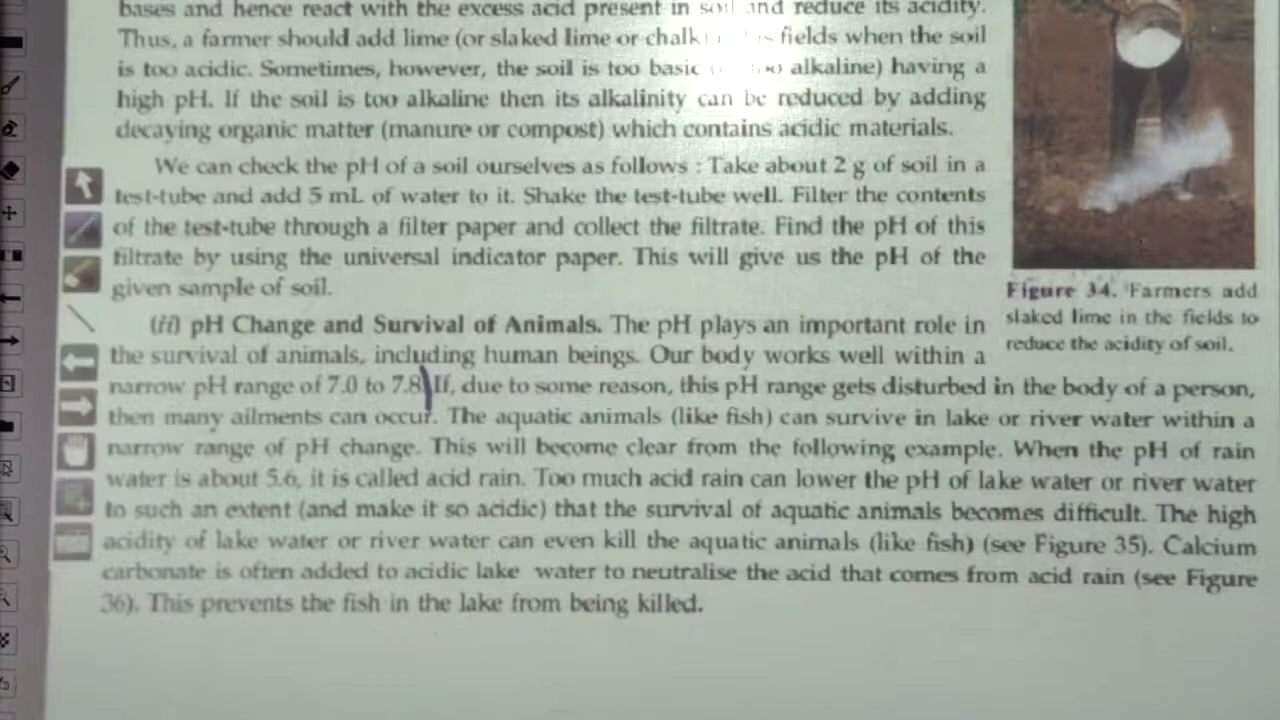 bases and hence react with the excess acid present in soil and reduce its acidity.
Thus, a farmer should add lime (or slaked lime or chalk fields when the soil
is too acidic. Sometimes, however, the soil is too basic alkaline) having a
high pH. If the soil is too alkaline then its alkalinity can be reduced by adding
decaying organic matter (manure or compost) which contains acidic materials.
We can check the pH of a soil ourselves as follows : Take about 2 g of soil in a
test-tube and add 5 mL of water to it. Shake the test-tube well. Filter the contents
of the test-tube through a filter paper and collect the filtrate. Find the pH of this
filtrate by using the universal indicator paper. This will give us the pH of the
given sample of soil.
Figure 34. Farmers add
slaked lime in the fields to
reduce the acidity of soil.
(ii) pH Change and Survival of Animals. The pH plays an important role in
the survival of animals, including human beings. Our body works well within a
narrow pH range of 7.0 to 7.8. If, due to some reason, this pH range gets disturbed in the body of a person,
then many ailments can occur. The aquatic animals (like fish) can survive in lake or river water within a
narrow range of pH change. This will become clear from the following example. When the pH of rain
water is about 5.6, it is called acid rain. Too much acid rain can lower the pH of lake water or river water
to such an extent (and make it so acidic) that the survival of aquatic animals becomes difficult. The high
acidity of lake water or river water can even kill the aquatic animals (like fish) (see Figure 35). Calcium
carbonate is often added to acidic lake water to neutralise the acid that comes from acid rain (see Figure
36). This prevents the fish in the lake from being killed.